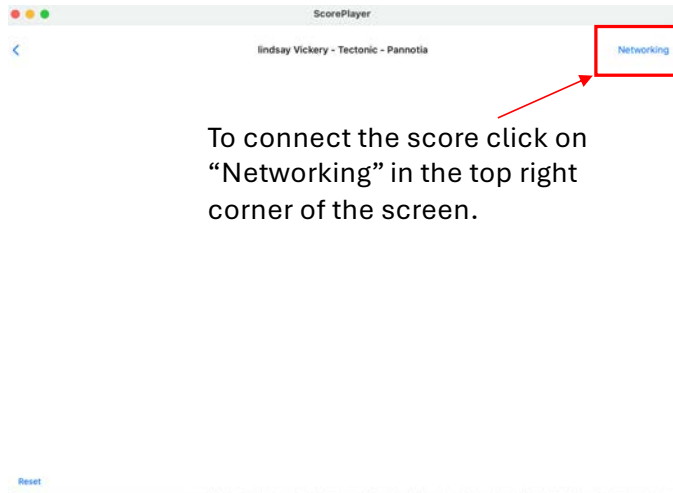 ScorePlayer
lindsay Vickery - Tectonic - Pannotia
Networking
To connect the score click on
“Networking” in the top right
corner of the screen.
Reset